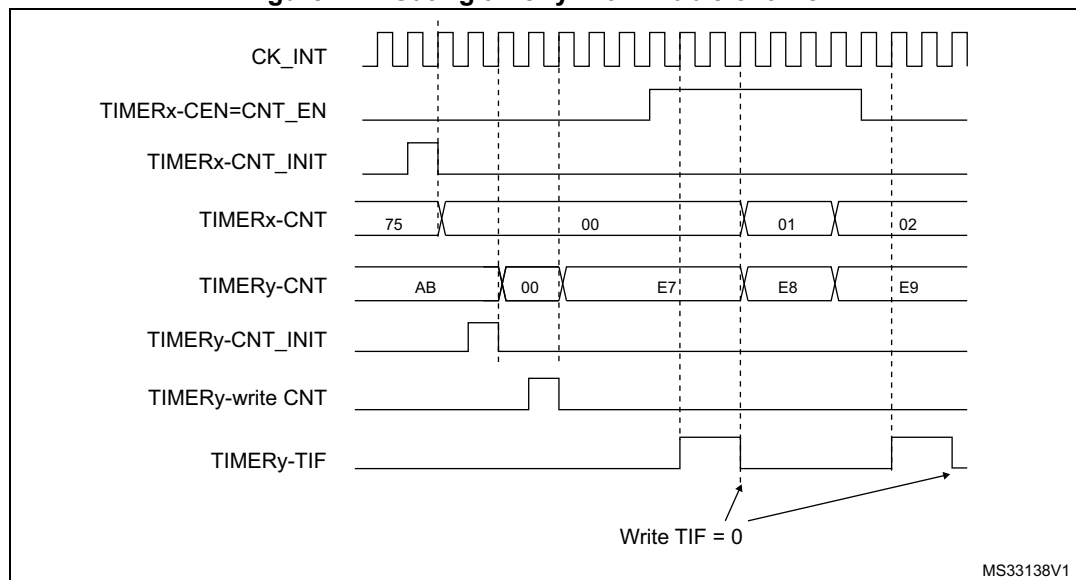 CK_INT
TIMERx-CEN=CNT_EN
TIMERx-CNT_INIT
TIMERx-CNT 75 00 01 02
TIMERy-CNT AB 00 E7 E8 E9
TIMERy-CNT_INIT
TIMERy-write CNT
TIMERy-TIF
Write TIF = 0
MS33138V1